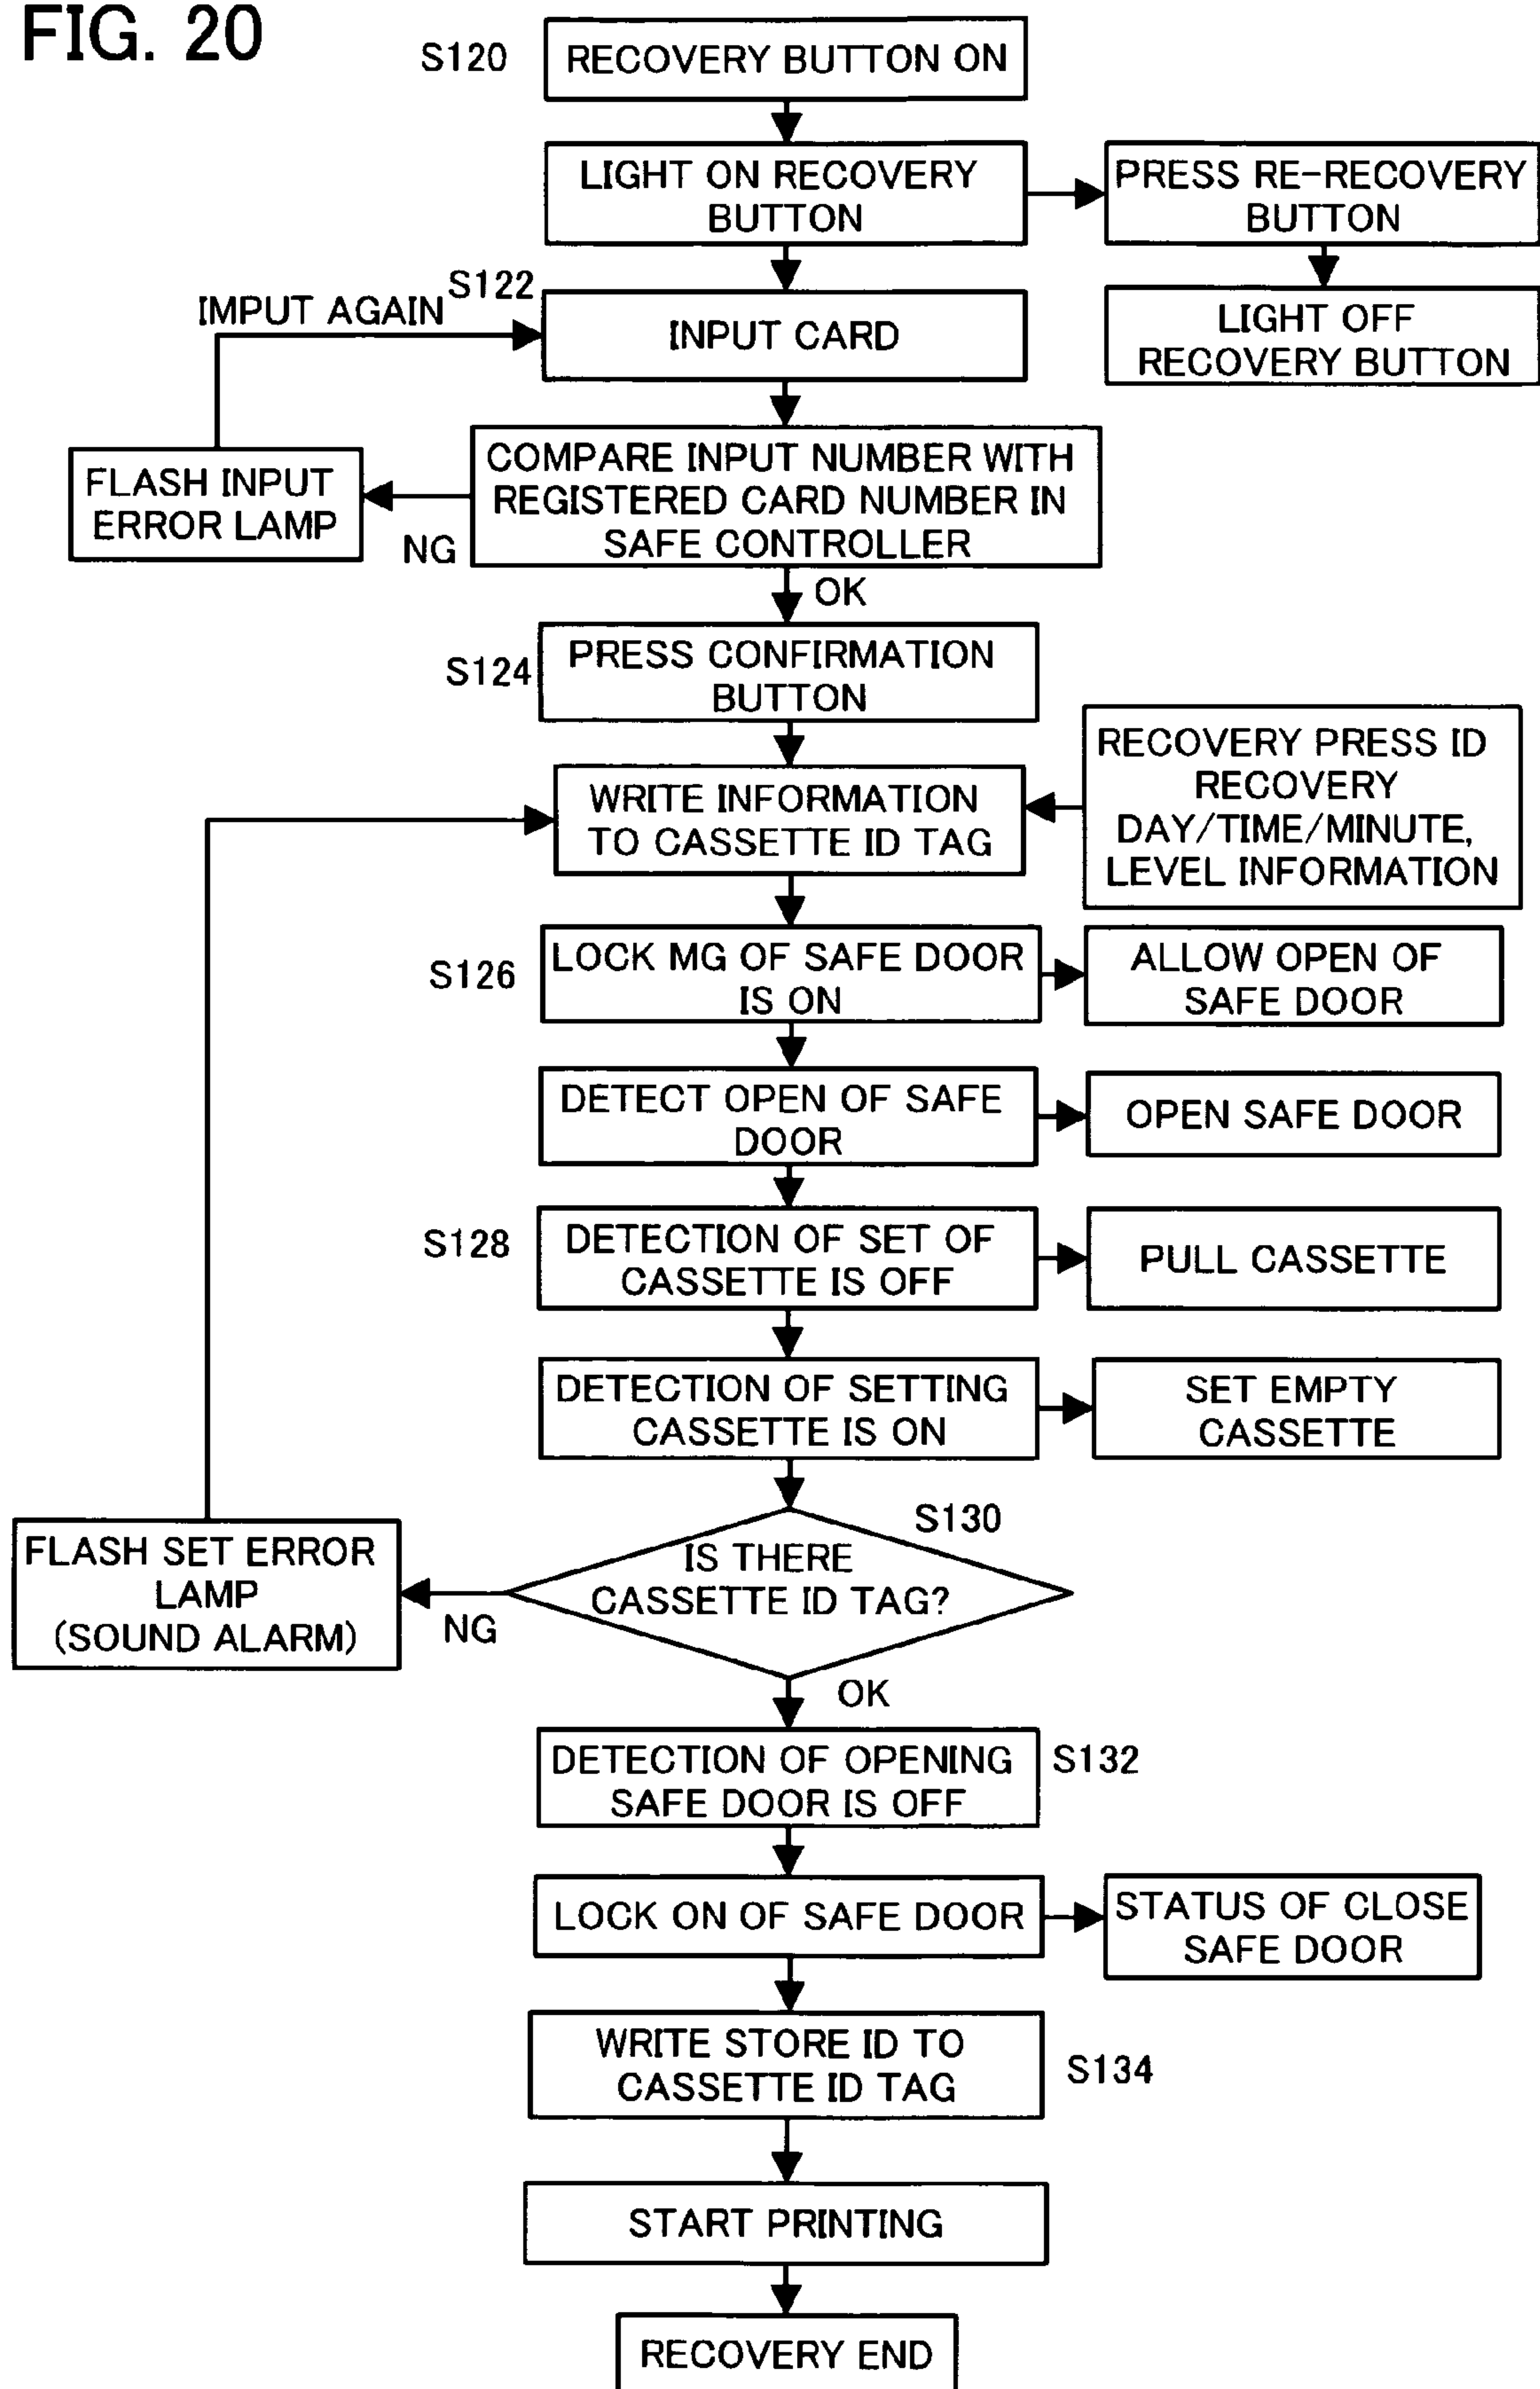 FIG. 20
S120
RECOVERY BUTTON ON
LIGHT ON RECOVERY
BUTTON
PRESS RE-RECOVERY
BUTTON
LIGHT OFF
RECOVERY BUTTON
S122
IMPUT AGAIN
INPUT CARD
COMPARE INPUT NUMBER WITH
REGISTERED CARD NUMBER IN
SAFE CONTROLLER
FLASH INPUT
ERROR LAMP
NG
OK
S124
PRESS CONFIRMATION
BUTTON
WRITE INFORMATION
TO CASSETTE ID TAG
RECOVERY PRESS ID
RECOVERY
DAY/TIME/MINUTE,
LEVEL INFORMATION
S126
LOCK MG OF SAFE DOOR
IS ON
ALLOW OPEN OF
SAFE DOOR
DETECT OPEN OF SAFE
DOOR
OPEN SAFE DOOR
S128
DETECTION OF SET OF
CASSETTE IS OFF
PULL CASSETTE
DETECTION OF SETTING
CASSETTE IS ON
SET EMPTY
CASSETTE
S130
IS THERE
CASSETTE ID TAG?
FLASH SET ERROR
LAMP
(SOUND ALARM)
NG
OK
DETECTION OF OPENING
SAFE DOOR IS OFF
S132
LOCK ON OF SAFE DOOR
STATUS OF CLOSE
SAFE DOOR
WRITE STORE ID TO
CASSETTE ID TAG
S134
START PRINTING
RECOVERY END